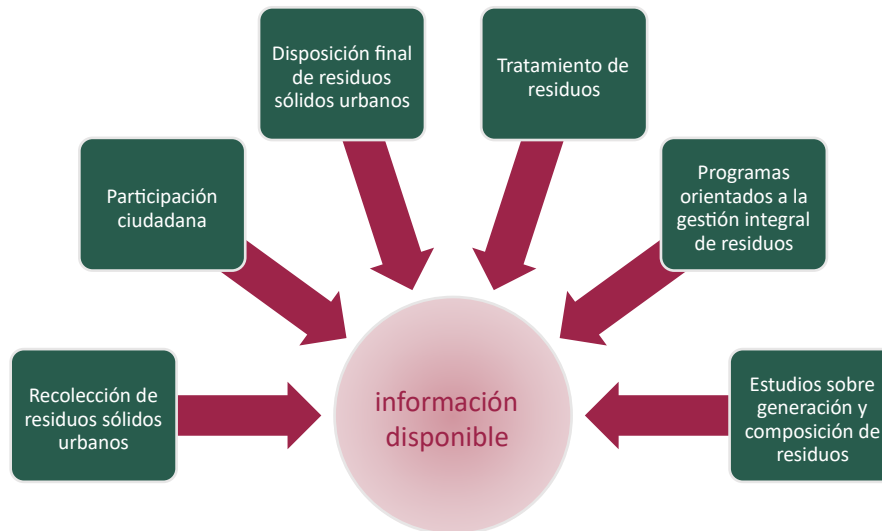 Disposición final
de residuos
sólidos urbanos
Tratamiento de
residuos
Participación
ciudadana
Programas
orientados a la
gestión integral
de residuos
Recolección de
residuos sólidos
urbanos
información
disponible
Estudios sobre
generación y
composición de
residuos